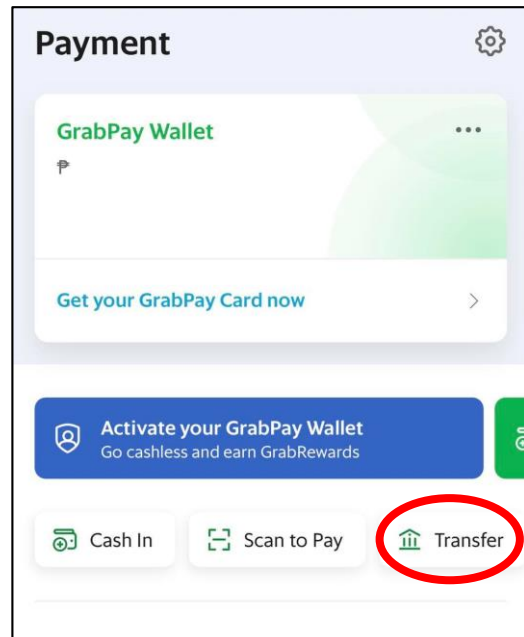 Payment
GrabPay Wallet
₱
Get your GrabPay Card now
Activate your GrabPay Wallet
Go cashless and earn GrabRewards
Cash In
Scan to Pay
Transfer